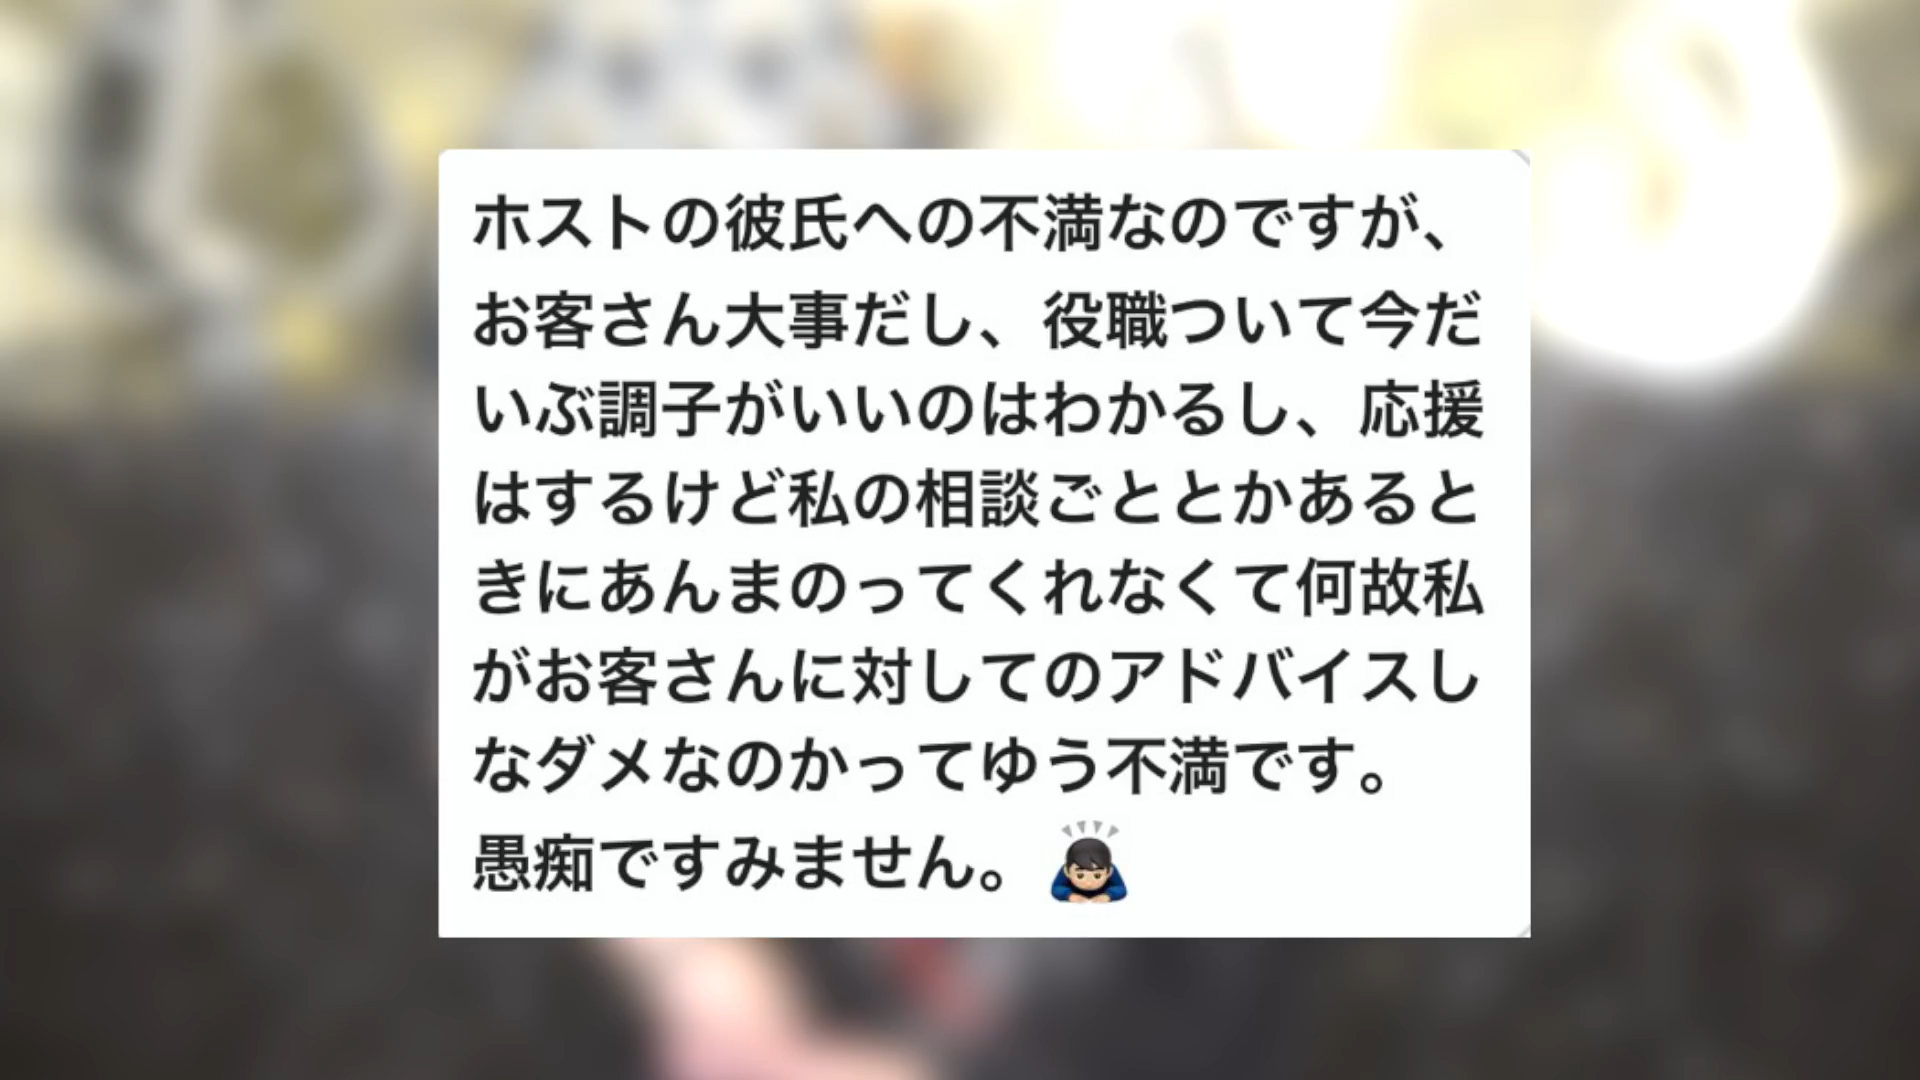 ホストの彼氏への不満なのですが、
お客さん大事だし、役職ついて今だ
いぶ調子がいいのはわかるし、応援
はするけど私の相談ごととかあると
きにあんまのってくれなくて何故私
がお客さんに対してのアドバイスし
なダメなのかってゆう不満です。
愚痴ですみません。🙇🏻‍♂️